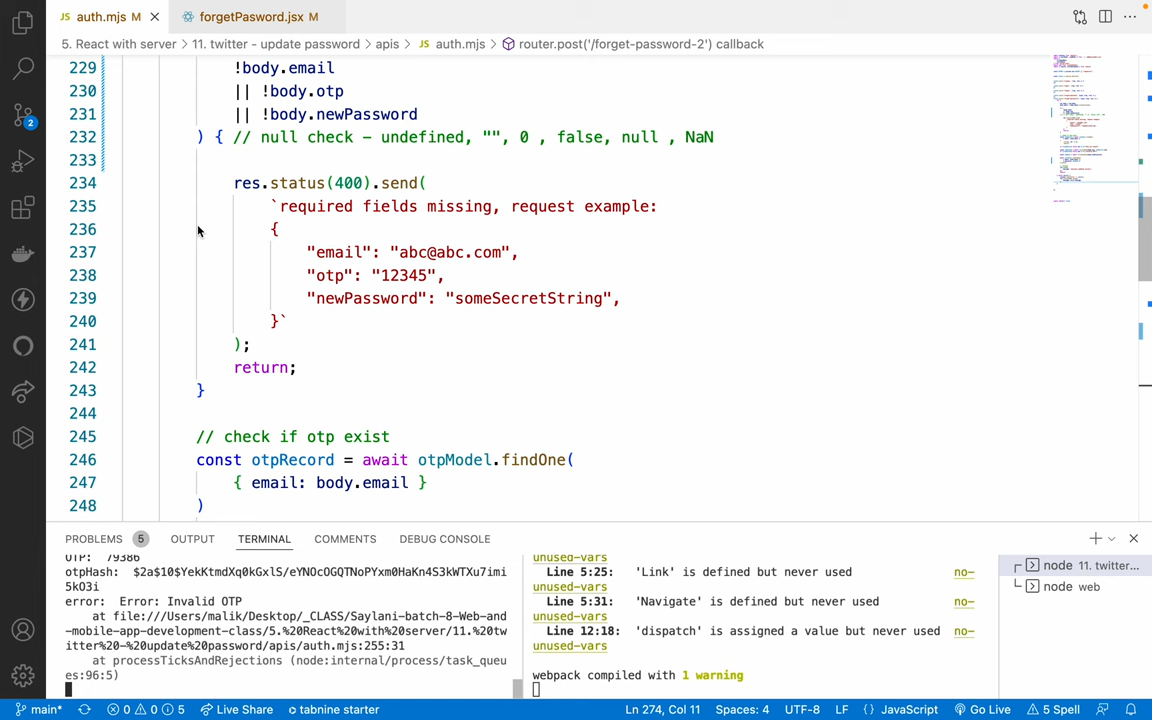 JS auth.mjs M
forgetPasword.jsx M
5. React with server > 11. twitter - update password > apis > JS auth.mjs > router.post('/forget-password-2') callback
229 !body.email
230 || !body.otp
231 || !body.newPassword
232 ) { // null check - undefined, "", 0 , false, null , NaN
233
234 res.status(400).send(
235 `required fields missing, request example:
236 {
237 "email": "abc@abc.com",
238 "otp": "12345",
239 "newPassword": "someSecretString",
240 }`
241 );
242 return;
243 }
244
245 // check if otp exist
246 const otpRecord = await otpModel.findOne(
247 { email: body.email }
248 )
2
PROBLEMS 5 OUTPUT TERMINAL COMMENTS DEBUG CONSOLE
OTP: 79386
otpHash: $2a$10$YekKtmdXq0kGxlS/eYNOcOGQTNoPYxm0HaKn4S3kWTXu7imi
5kO3i
error: Error: Invalid OTP
at file:///Users/malik/Desktop/_CLASS/Saylani-batch-8-Web-and
-mobile-app-development-class/5.%20React%20with%20server/11.%20tw
itter%20-%20update%20password/apis/auth.mjs:255:31
at processTicksAndRejections (node:internal/process/task_queu
es:96:5)
unused-vars
Line 5:25: 'Link' is defined but never used no-
unused-vars
Line 5:31: 'Navigate' is defined but never used no-
unused-vars
Line 12:18: 'dispatch' is assigned a value but never used no-
unused-vars
webpack compiled with 1 warning
node 11. twitter...
node web
main* 0 0 5 Live Share tabnine starter Ln 274, Col 11 Spaces: 4 UTF-8 LF {} JavaScript Go Live 5 Spell